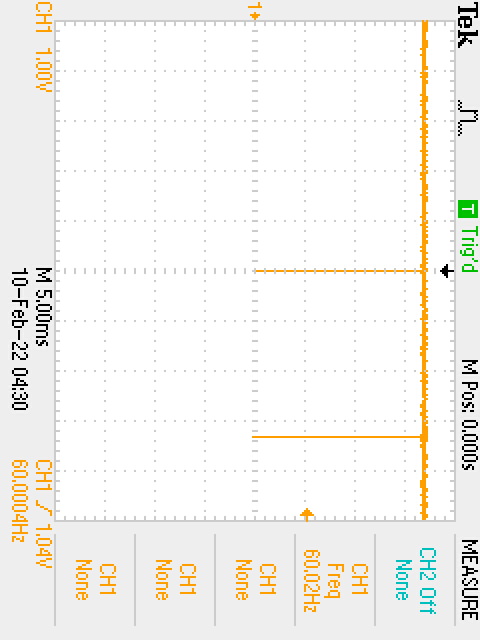 Tek T Trig'd M Pos: 0.000s MEASURE
CH2 Off
None
CH1
Freq
60.02Hz
1
CH1
None
CH1
None
CH1
None
CH1 1.00V M 5.00ms CH1 1.04V
10-Feb-22 04:30 60.0004Hz